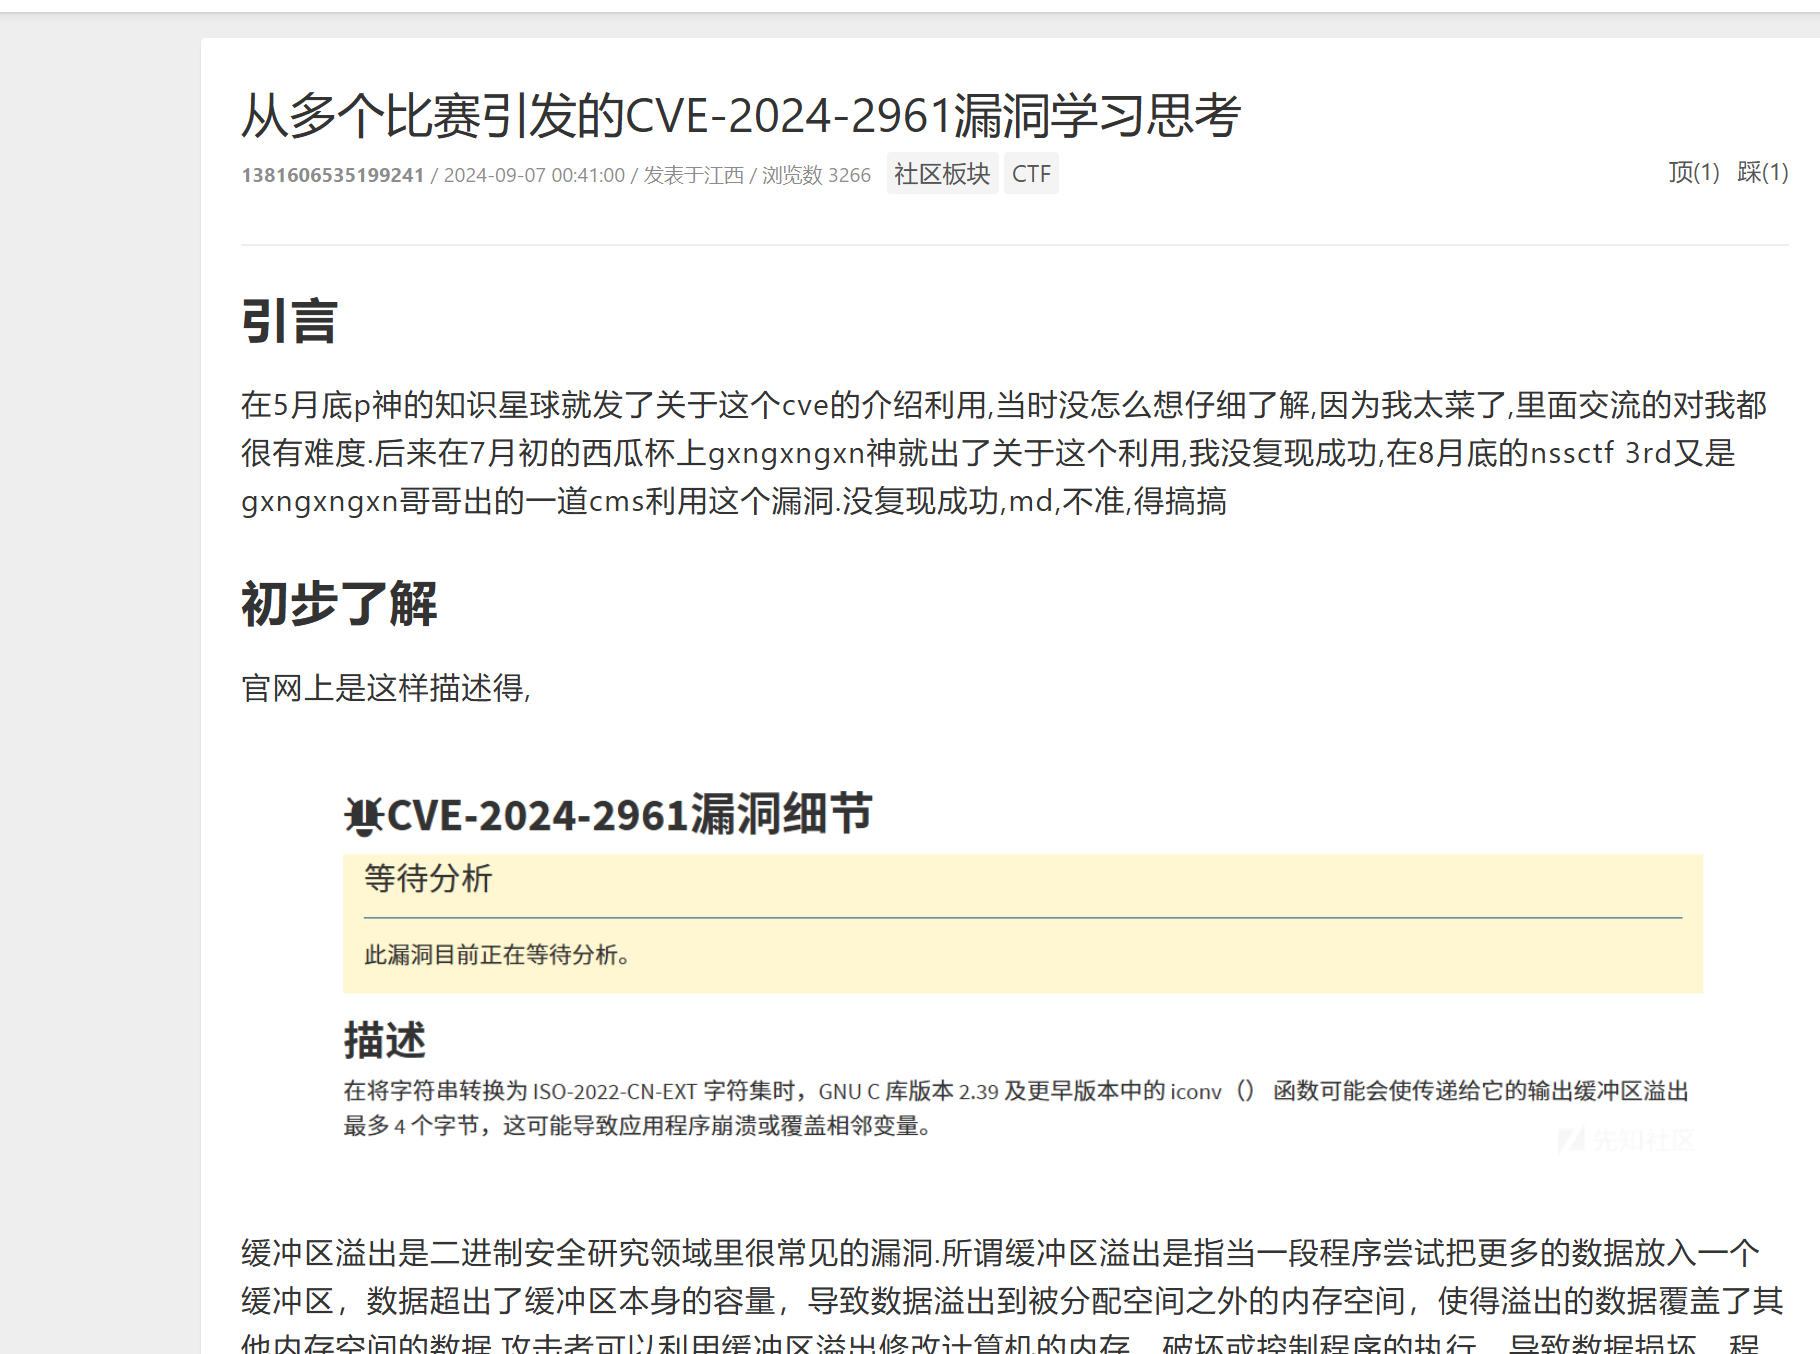 从多个比赛引发的CVE-2024-2961漏洞学习思考
1381606535199241 / 2024-09-07 00:41:00 / 发表于江西 / 浏览数 3266 社区板块 CTF 顶(1) 踩(1)
引言
在5月底p神的知识星球就发了关于这个cve的介绍利用,当时没怎么想仔细了解,因为我太菜了,里面交流的对我都
很有难度.后来在7月初的西瓜杯上gxngxngxn神就出了关于这个利用,我没复现成功,在8月底的nssctf 3rd又是
gxngxngxn哥哥出的一道cms利用这个漏洞.没复现成功,md,不准,得搞搞
初步了解
官网上是这样描述得,
CVE-2024-2961漏洞细节
等待分析
此漏洞目前正在等待分析。
描述
在将字符串转换为 ISO-2022-CN-EXT 字符集时，GNU C 库版本 2.39 及更早版本中的 iconv（） 函数可能会使传递给它的输出缓冲区溢出
最多 4 个字节，这可能导致应用程序崩溃或覆盖相邻变量。
先知社区
缓冲区溢出是二进制安全研究领域里很常见的漏洞.所谓缓冲区溢出是指当一段程序尝试把更多的数据放入一个
缓冲区，数据超出了缓冲区本身的容量，导致数据溢出到被分配空间之外的内存空间，使得溢出的数据覆盖了其
他内存空间的数据.攻击者可以利用缓冲区溢出修改计算机的内存，破坏或控制程序的执行，导致数据损坏，程